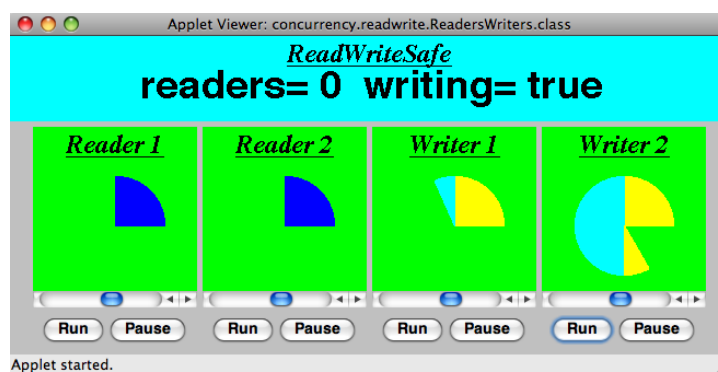 Applet Viewer: concurrency.readwrite.ReadersWriters.class
ReadWriteSafe
readers= 0 writing= true
Reader 1 Reader 2 Writer 1 Writer 2
Run Pause Run Pause Run Pause Run Pause
Applet started.